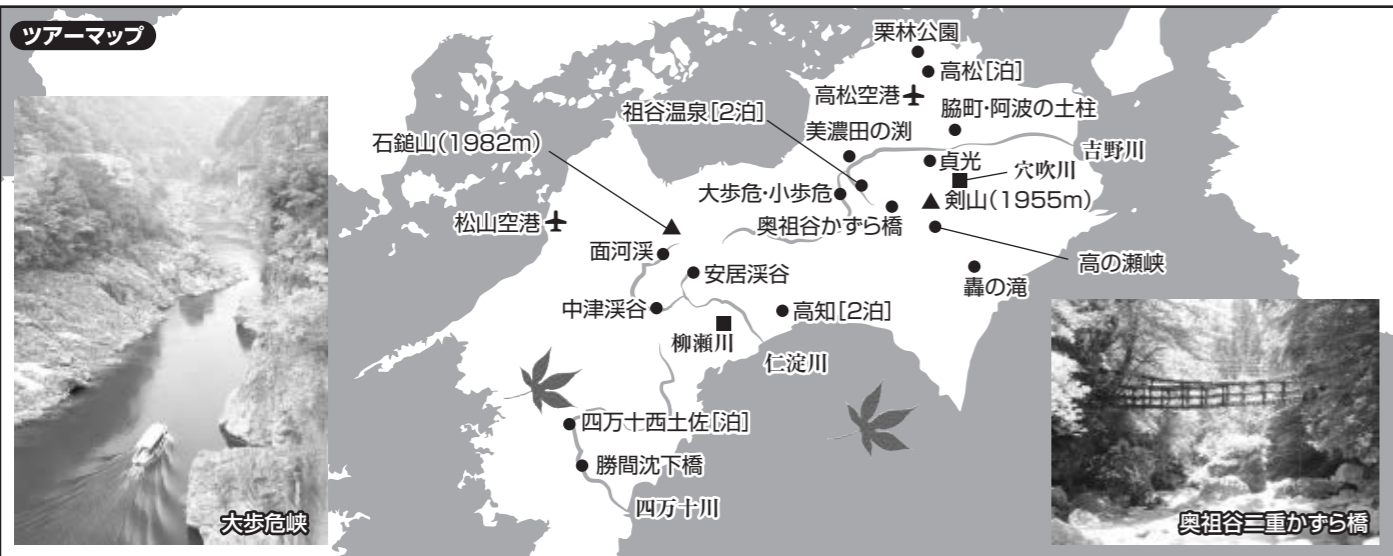 ツアーマップ
栗林公園
高松[泊]
高松空港
脇町・阿波の土柱
祖谷温泉[2泊]
美濃田の渕
吉野川
石鎚山(1982m)
貞光
穴吹川
大歩危・小歩危
剣山(1955m)
松山空港
奥祖谷かずら橋
面河渓
高の瀬峡
安居渓谷
轟の滝
中津渓谷
高知[2泊]
柳瀬川
仁淀川
四万十西土佐[泊]
勝間沈下橋
四万十川
大歩危峡
奥祖谷二重かずら橋